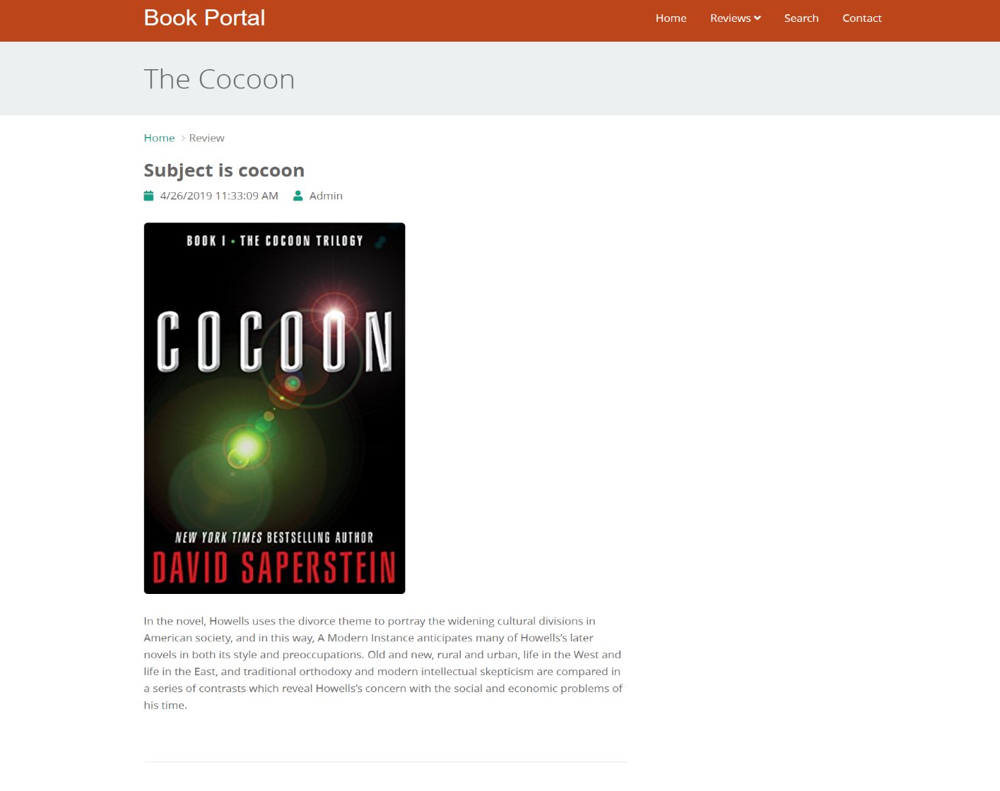 Book Portal
Home Reviews Search Contact
The Cocoon
Home Review
Subject is cocoon
4/26/2019 11:33:09 AM Admin
BOOK I • THE COCOON TRILOGY
COCOON
NEW YORK TIMES BESTSELLING AUTHOR
DAVID SAPERSTEIN
In the novel, Howells uses the divorce theme to portray the widening cultural divisions in
American society, and in this way, A Modern Instance anticipates many of Howells’s later
novels in both its style and preoccupations. Old and new, rural and urban, life in the West and
life in the East, and traditional orthodoxy and modern intellectual skepticism are compared in
a series of contrasts which reveal Howells’s concern with the social and economic problems of
his time.